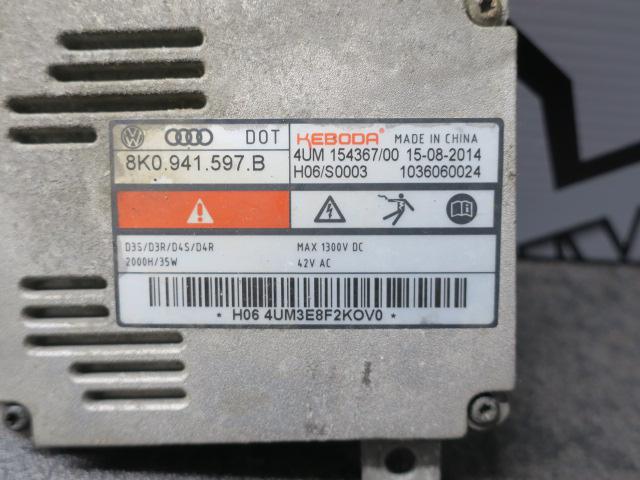 DOT
8K0.941.597.B
KEBODA® MADE IN CHINA
4UM 154367/00 15-08-2014
H06/S0003 1036060024
D3S/D3R/D4S/D4R
2000H/35W
MAX 1300V DC
42V AC
* H06 4UM3E8F2KOV0 *